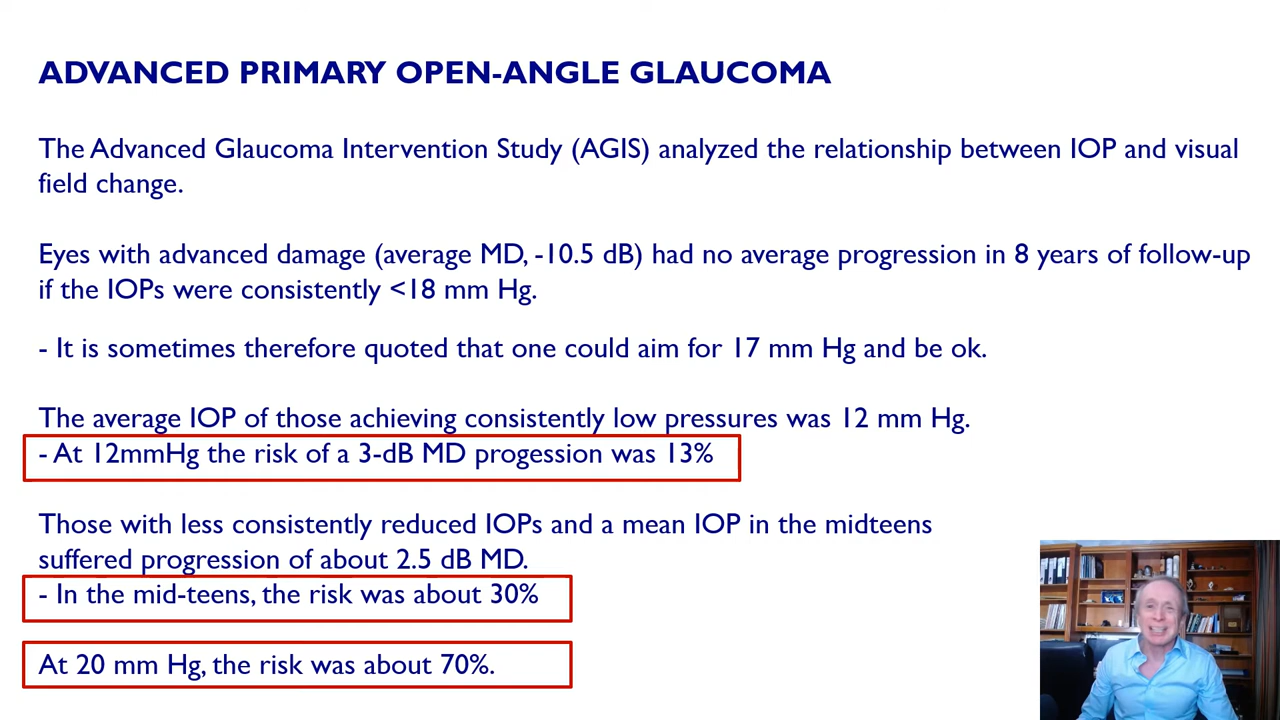 ADVANCED PRIMARY OPEN-ANGLE GLAUCOMA
The Advanced Glaucoma Intervention Study (AGIS) analyzed the relationship between IOP and visual
field change.
Eyes with advanced damage (average MD, -10.5 dB) had no average progression in 8 years of follow-up
if the IOPs were consistently <18 mm Hg.
- It is sometimes therefore quoted that one could aim for 17 mm Hg and be ok.
The average IOP of those achieving consistently low pressures was 12 mm Hg.
- At 12mmHg the risk of a 3-dB MD progession was 13%
Those with less consistently reduced IOPs and a mean IOP in the midteens
suffered progression of about 2.5 dB MD.
- In the mid-teens, the risk was about 30%
At 20 mm Hg, the risk was about 70%.